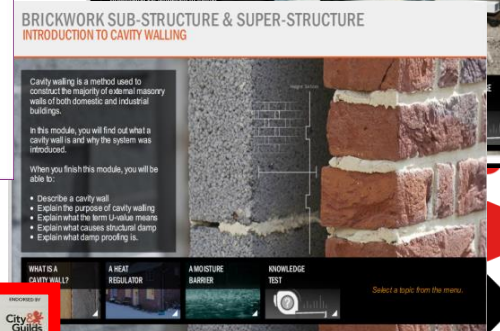 BRICKWORK SUB-STRUCTURE & SUPER-STRUCTURE
INTRODUCTION TO CAVITY WALLING
Cavity walling is a method used to
construct the majority of external masonry
walls of both domestic and industrial
buildings.
In this module, you will find out what a
cavity wall is and why the system was
introduced.
When you finish this module, you will be
able to:
• Describe a cavity wall
• Explain the purpose of cavity walling
• Explain what the term U-value means
• Explain what causes structural damp
• Explain what damp proofing is.
WHAT IS A
CAVITY WALL?
A HEAT
REGULATOR
A MOISTURE
BARRIER
KNOWLEDGE
TEST
Select a topic from the menu.
ENDORSED BY
City&
Guilds